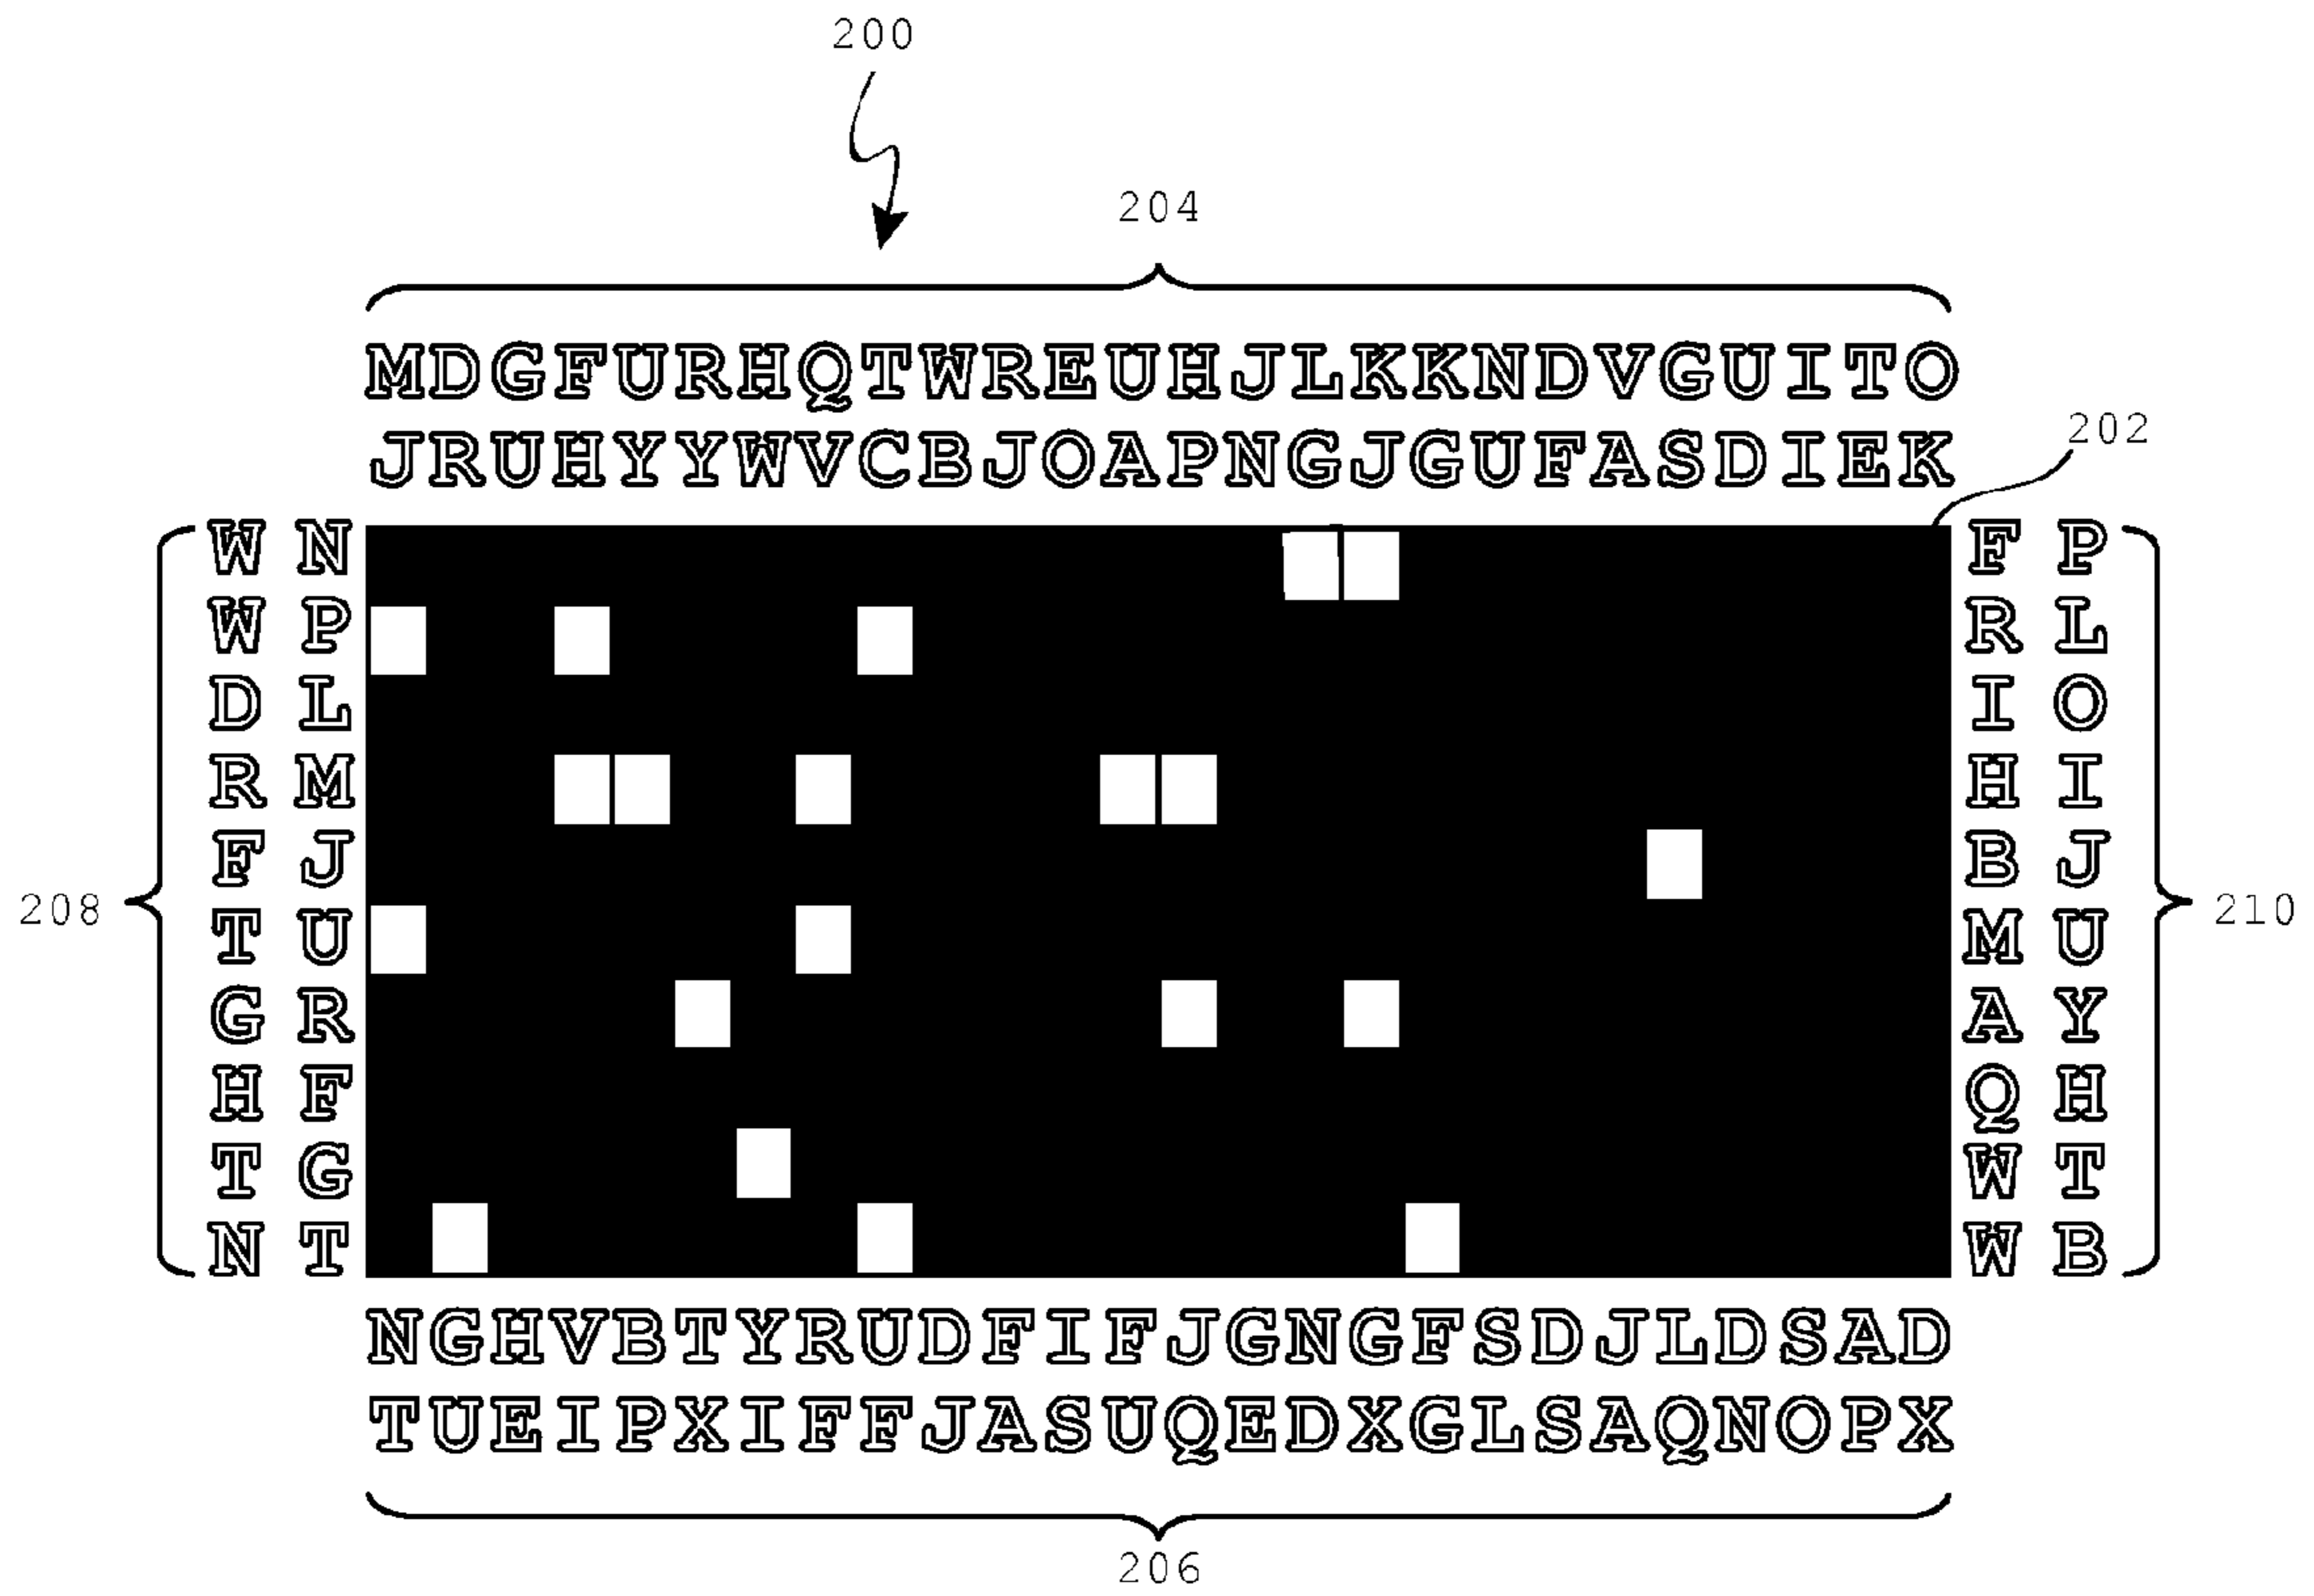 200
204
MDGFURHQTWREUHJLKKNDVGUITO
JRUHYYWVCBJOAPNGJGUFASDIEK
202
W N F P
W P R L
D L I O
R M H I
F J B J
208 T U M U 210
G R A Y
H F Q H
T G W T
N T W B
NGHVBTYRUDFIFJGNGFSDJLDSAD
TUEIPXIFFJASUQEDXGLSAQNOPX
206